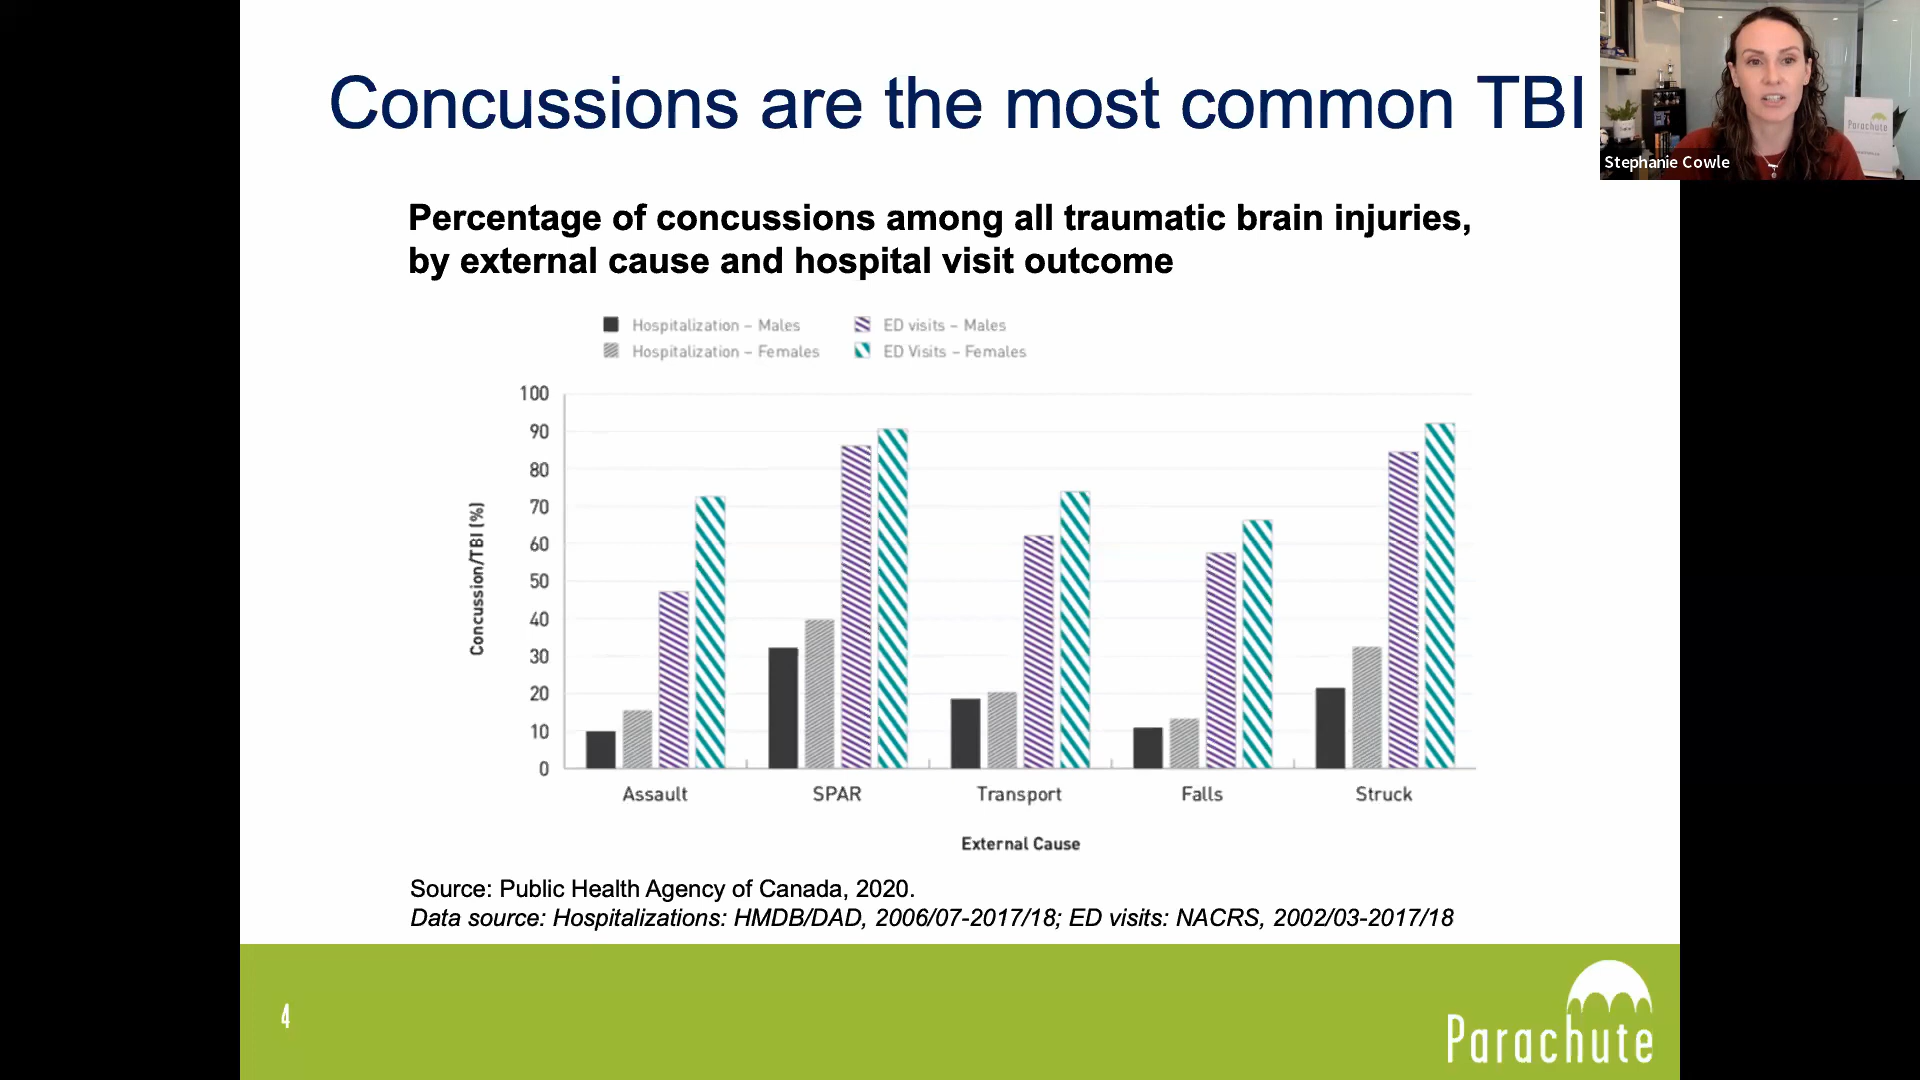 Concussions are the most common TBI
Parachute
Stephanie Cowle
Percentage of concussions among all traumatic brain injuries,
by external cause and hospital visit outcome
Hospitalization – Males
ED visits – Males
Hospitalization – Females
ED Visits – Females
100
90
80
70
60
50
40
30
20
10
0
Concussion/TBI (%)
Assault
SPAR
Transport
Falls
Struck
External Cause
Source: Public Health Agency of Canada, 2020.
Data source: Hospitalizations: HMDB/DAD, 2006/07-2017/18; ED visits: NACRS, 2002/03-2017/18
4
Parachute